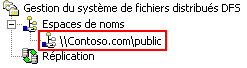 Gestion du système de fichiers distribués DFS
Espaces de noms
\\Contoso.com\public
Réplication